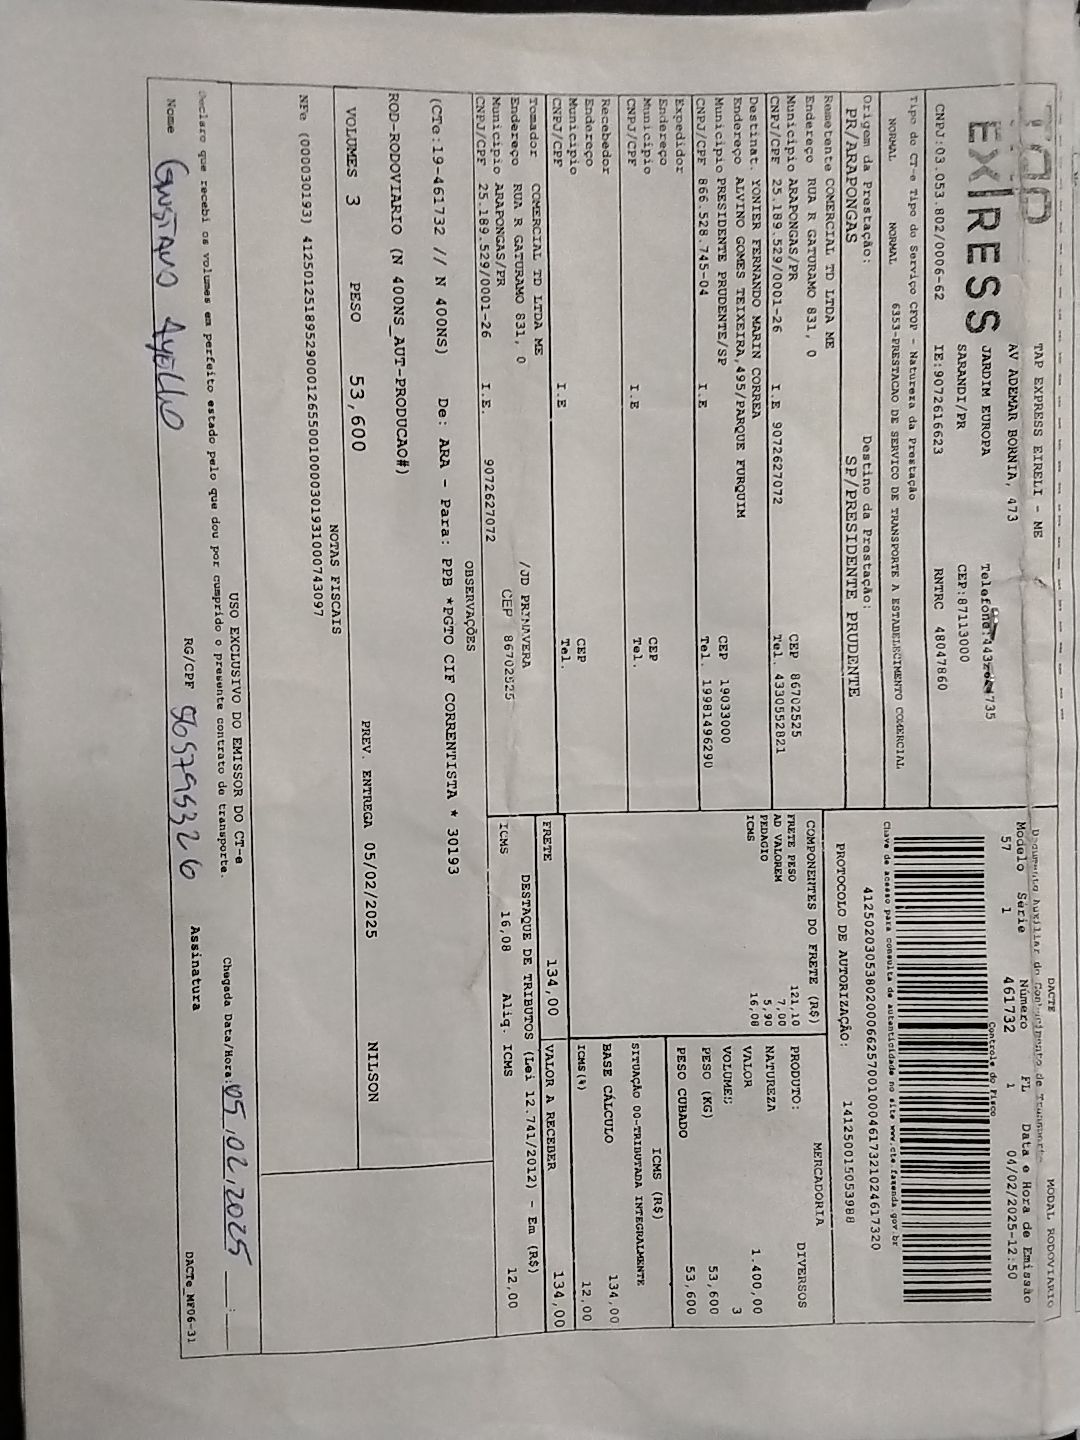 TAP EXPRESS EIRELI - ME
AV ADEMAR BORNIA, 473
JARDIM EUROPA
SARANDI/PR
CEP:87113000
CNPJ:03.053.802/0006-62 IE:9072616623 RNTRC 48047860
EXPRESS
DACTE MODAL RODOVIARIO
Documento Auxiliar do Conhecimento de Transporte
Modelo Série Número FL Data e Hora de Emissão
57 1 461732 1 04/02/2025-12:50
Controle do Fisco
Chave de acesso para consulta de autenticidade no site www.cte.fazenda.gov.br
41250203053802000662570010004617321024617320
PROTOCOLO DE AUTORIZAÇÃO: 141250015053988
Tipo do CT-e Tipo do Serviço CFOP - Natureza da Prestação
NORMAL NORMAL 6353-PRESTACAO DE SERVICO DE TRANSPORTE A ESTABELECIMENTO COMERCIAL
Origem da Prestação: Destino da Prestação:
PR/ARAPONGAS SP/PRESIDENTE PRUDENTE
Remetente COMERCIAL TD LTDA ME
Endereço RUA R GATURAMO 831, 0
Município ARAPONGAS/PR CEP 86702525
CNPJ/CPF 25.189.529/0001-26 I.E 9072627072 Tel. 4330552821
Destinat. YONIER FERNANDO MARIN CORREA
Endereço ALVINO GOMES TEIXEIRA,495/PARQUE FURQUIM
Município PRESIDENTE PRUDENTE/SP CEP 19033000
CNPJ/CPF 866.528.745-04 I.E Tel. 19981496290
Expedidor
Endereço
Município CEP
CNPJ/CPF I.E Tel.
Recebedor
Endereço
Município CEP
CNPJ/CPF I.E Tel.
Tomador COMERCIAL TD LTDA ME
Endereço RUA R GATURAMO 831, 0 /JD PRIMAVERA
Município ARAPONGAS/PR CEP 86702525
CNPJ/CPF 25.189.529/0001-26 I.E 9072627072
COMPONENTES DO FRETE (R$)
FRETE PESO 121,10
AD VALOREM 7,00
PEDAGIO 5,90
ICMS 16,08
MERCADORIA
PRODUTO: DIVERSOS
NATUREZA
VALOR 1.400,00
VOLUMES 3
PESO (KG) 53,600
PESO CUBADO 53,600
ICMS (R$)
SITUAÇÃO 00-TRIBUTADA INTEGRALMENTE
BASE CÁLCULO 134,00
ICMS(%) 12,00
FRETE 134,00 VALOR A RECEBER 134,00
DESTAQUE DE TRIBUTOS (Lei 12.741/2012) - Em (R$)
ICMS 16,08 Aliq. ICMS 12,00
OBSERVAÇÕES
(CTe:19-461732 // N 400NS) De: ARA - Para: PPB *PGTO CIF CORRENTISTA * 30193
ROD-RODOVIARIO (N 400NS_AUT-PRODUCAO#)
VOLUMES 3 PESO 53,600 PREV. ENTREGA 05/02/2025 NILSON
NOTAS FISCAIS
NFe (000030193) 41250125189529000126550010000301931000743097
USO EXCLUSIVO DO EMISSOR DO CT-e
Declaro que recebi os volumes em perfeito estado pelo que dou por cumprido o presente contrato de transporte. Chegada Data/Hora: 05,02,2025 __:__
Nome GUSTAVO AYELLO RG/CPF 565795326 Assinatura
DACTe_MF06-31